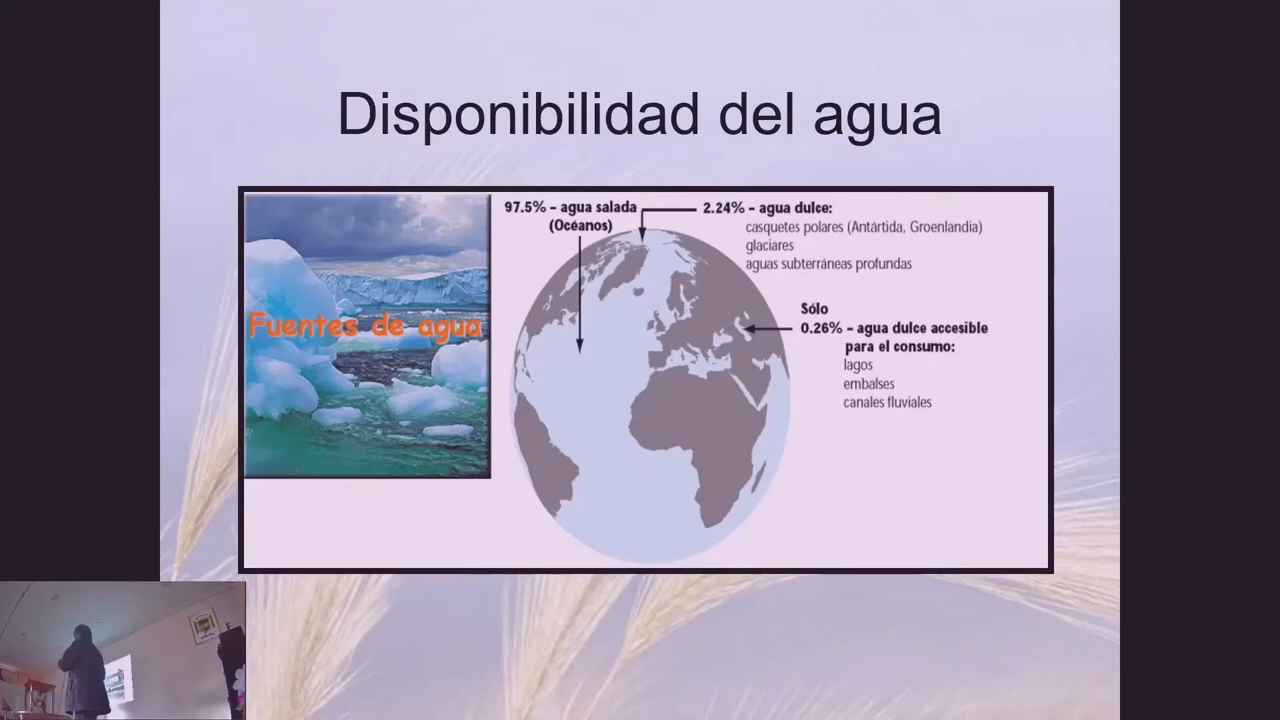 Disponibilidad del agua
Fuentes de agua
97.5% – agua salada
(Océanos)
2.24% – agua dulce:
casquetes polares (Antártida, Groenlandia)
glaciares
aguas subterráneas profundas
Sólo
0.26% – agua dulce accesible
para el consumo:
lagos
embalses
canales fluviales